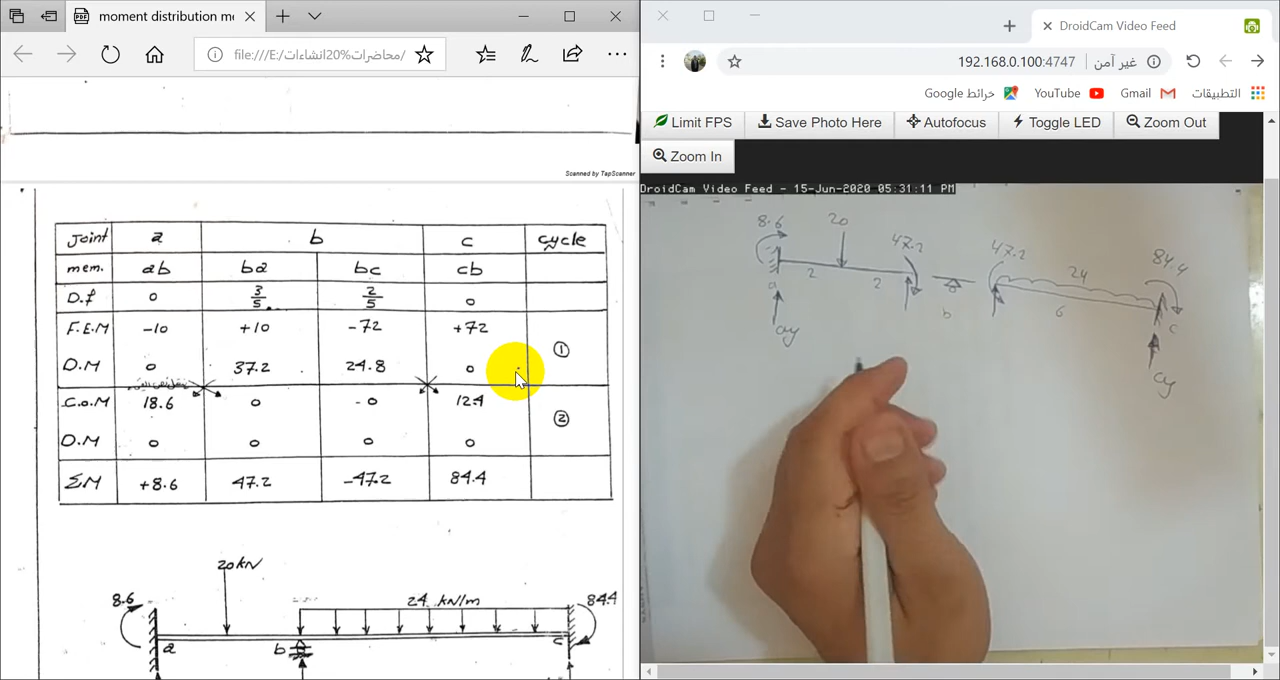 moment distribution me
file:///E:/محاضرات%20انشاءات/
Scanned by TapScanner
Joint a b c cycle
mem. ab ba bc cb
D.f 0 3/5 2/5 0
F.E.M -10 +10 -72 +72
①
D.M 0 37.2 24.8 0
C.O.M 18.6 0 -0 12.4
②
D.M 0 0 0 0
ΣM +8.6 47.2 -47.2 84.4
20kN
8.6 24 kN/m 84.4
a b c
DroidCam Video Feed
192.168.0.100:4747 غير آمن
التطبيقات Gmail YouTube خرائط Google
Limit FPS Save Photo Here Autofocus Toggle LED Zoom Out
Zoom In
DroidCam Video Feed - 15-Jun-2020 05:31:11 PM
8.6 20 47.2 47.2 24 84.4
a 2 2 b 6 c
ay cy